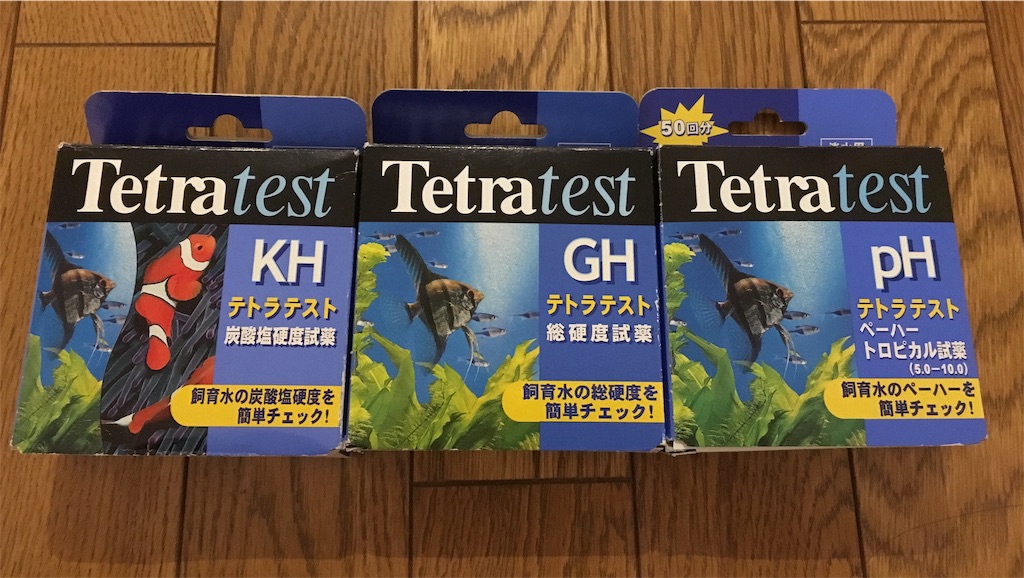 Tetratest
KH
テトラテスト
炭酸塩硬度試薬
飼育水の炭酸塩硬度を
簡単チェック!
Tetratest
GH
テトラテスト
総硬度試薬
飼育水の総硬度を
簡単チェック!
50回分
Tetratest
pH
テトラテスト
ペーハー
トロピカル試薬
(5.0−10.0)
飼育水のペーハーを
簡単チェック!